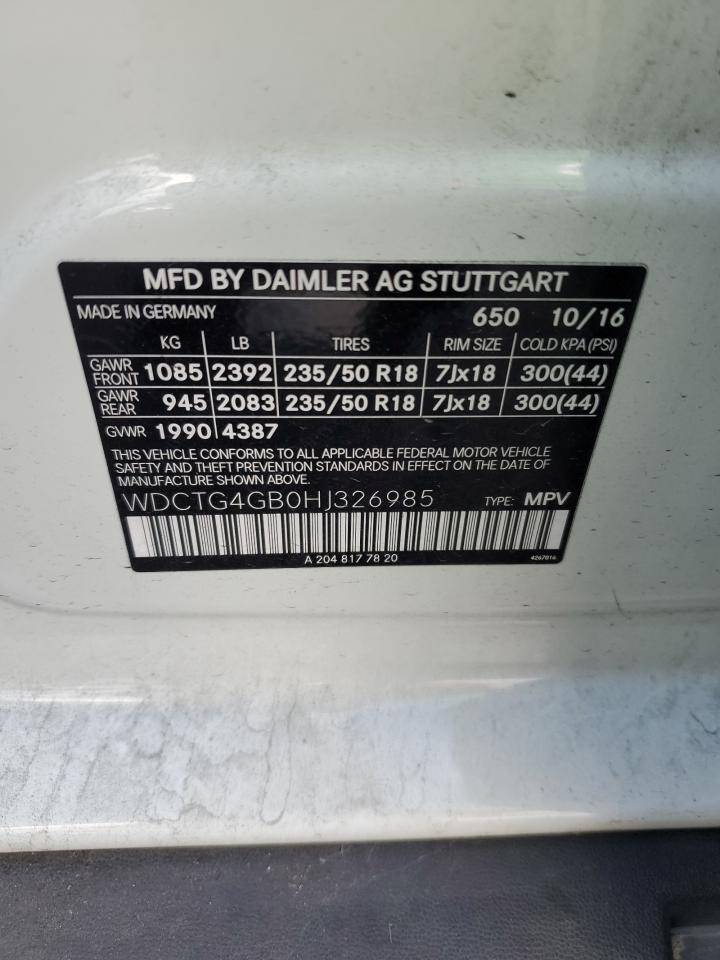 MFD BY DAIMLER AG STUTTGART
MADE IN GERMANY 650 10/16
KG LB TIRES RIM SIZE COLD KPA (PSI)
GAWR FRONT 1085 2392 235/50 R18 7Jx18 300(44)
GAWR REAR 945 2083 235/50 R18 7Jx18 300(44)
GVWR 1990 4387
THIS VEHICLE CONFORMS TO ALL APPLICABLE FEDERAL MOTOR VEHICLE
SAFETY AND THEFT PREVENTION STANDARDS IN EFFECT ON THE DATE
OF MANUFACTURE SHOWN ABOVE.
WDCTG4GB0HJ326985 TYPE: MPV
A 204 817 78 20 4267016